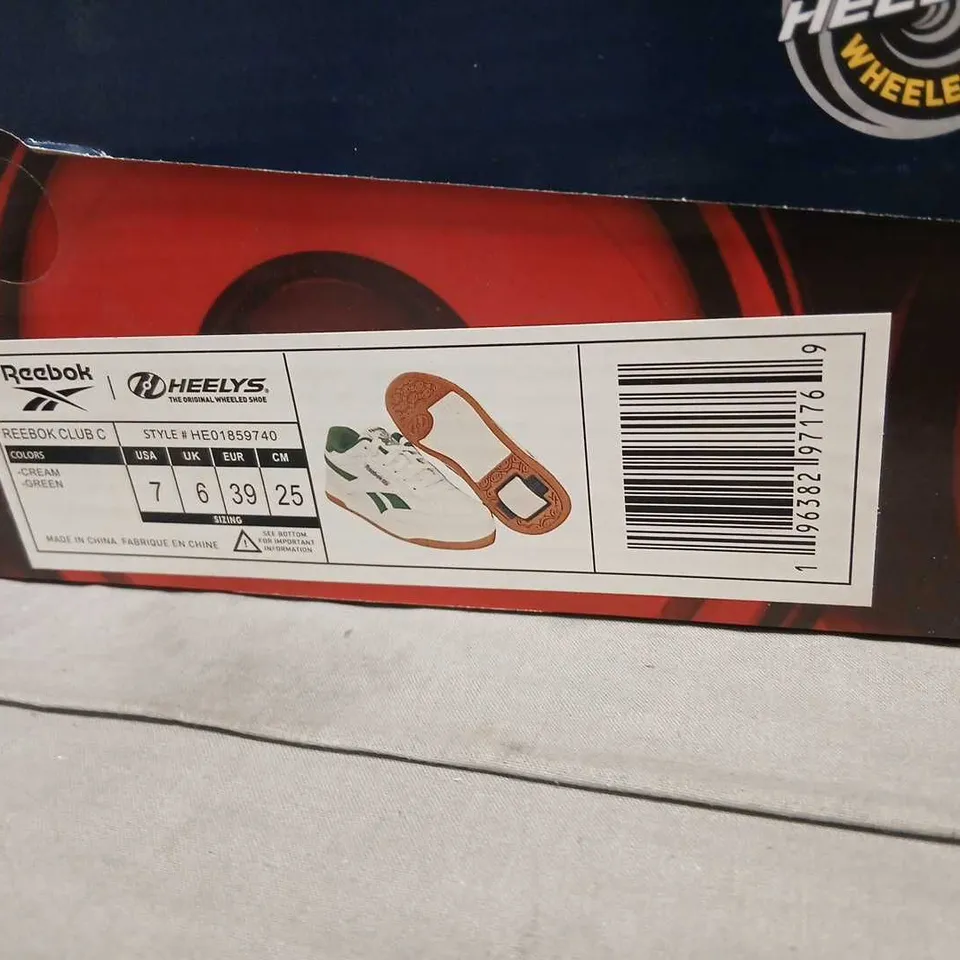 HEEL
WHEELE
Reebok
HEELYS.
THE ORIGINAL WHEELED SHOE
REEBOK CLUB C
STYLE # HE01859740
COLORS
-CREAM
-GREEN
USA UK EUR CM
7 6 39 25
SIZING
MADE IN CHINA FABRIQUE EN CHINE
SEE BOTTOM
FOR IMPORTANT
INFORMATION
1 96382 97176 9